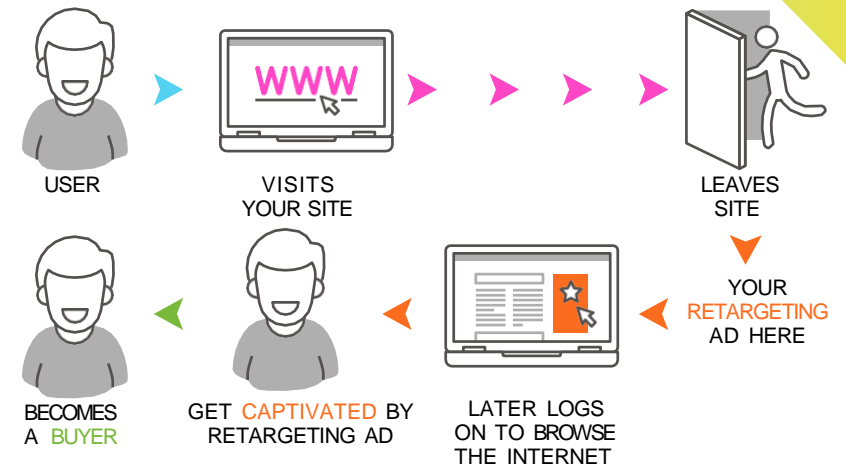 WWW
USER
VISITS
YOUR SITE
LEAVES
SITE
YOUR
RETARGETING
AD HERE
LATER LOGS
ON TO BROWSE
THE INTERNET
GET CAPTIVATED BY
RETARGETING AD
BECOMES
A BUYER